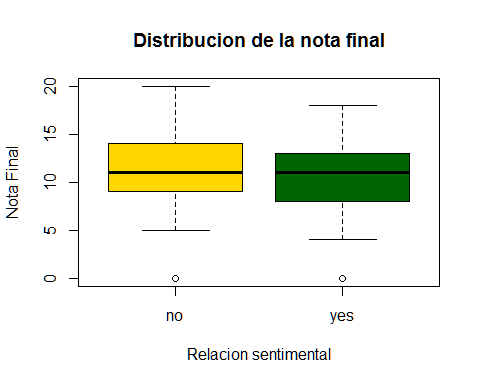 Distribucion de la nota final
Nota Final
20
15
10
5
0
no yes
Relacion sentimental